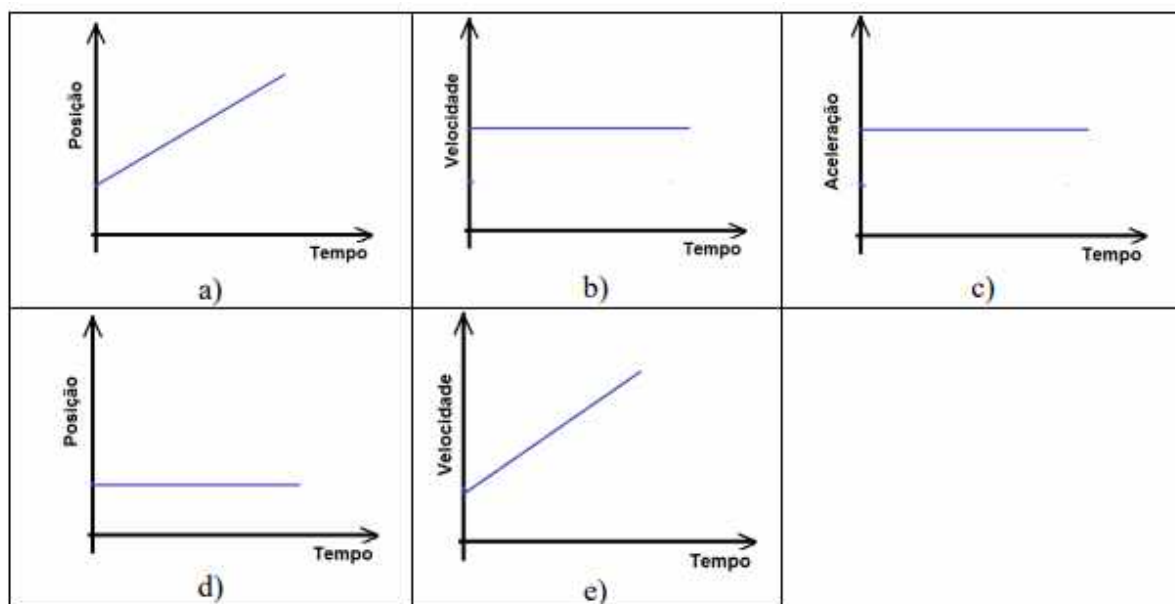 Posição
Tempo
a)
Velocidade
Tempo
b)
Aceleração
Tempo
c)
Posição
Tempo
d)
Velocidade
Tempo
e)